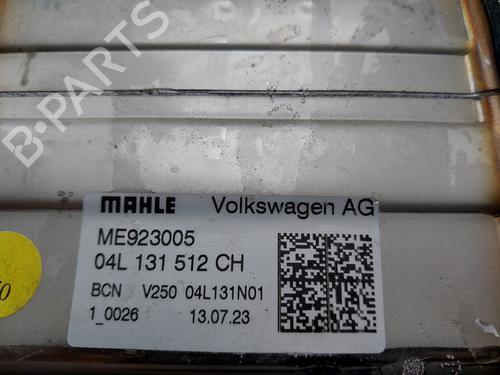 B-PARTS
MAHLE Volkswagen AG
ME923005
04L 131 512 CH
BCN V250 04L131N01
1_0026 13.07.23